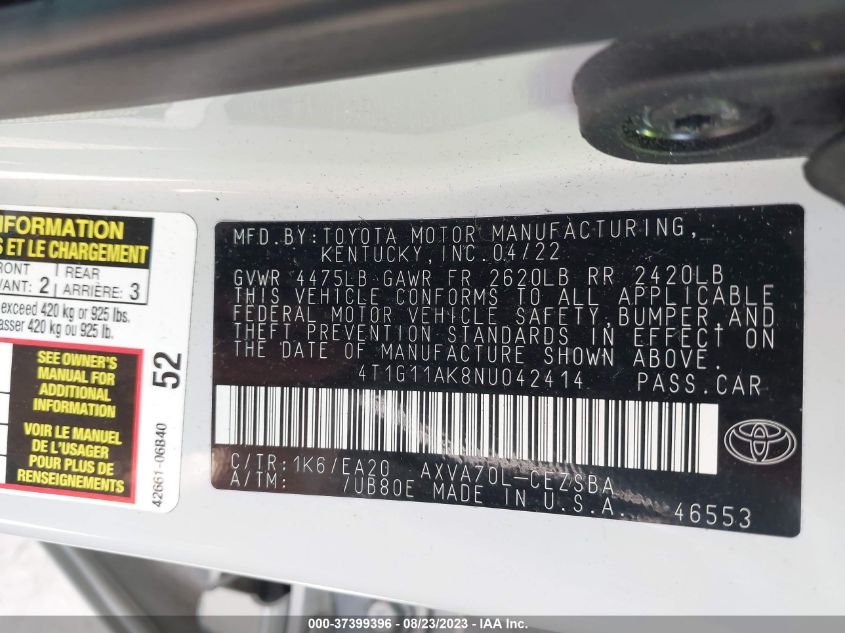 INFORMATION
S ET LE CHARGEMENT
FRONT | REAR
VANT: 2 | ARRIÈRE: 3
exceed 420 kg or 925 lbs.
asser 420 kg ou 925 lb.
SEE OWNER'S
MANUAL FOR
ADDITIONAL
INFORMATION
VOIR LE MANUEL
DE L'USAGER
POUR PLUS DE
RENSEIGNEMENTS
42661-06B40
52
MFD.BY:TOYOTA MOTOR MANUFACTURING,
KENTUCKY,INC.04/22
GVWR 4475LB GAWR FR 2620LB RR 2420LB
THIS VEHICLE CONFORMS TO ALL APPLICABLE
FEDERAL MOTOR VEHICLE SAFETY,BUMPER,AND
THEFT PREVENTION STANDARDS IN EFFECT ON
THE DATE OF MANUFACTURE SHOWN ABOVE.
4T1G11AK8NU042414 PASS.CAR
C/TR:1K6/EA20 AXVA70L-CEZSBA
A/TM: /UB80E MADE IN U.S.A.
46553
ID - 37399396 - 08/23/2023 - © IAA, Inc.